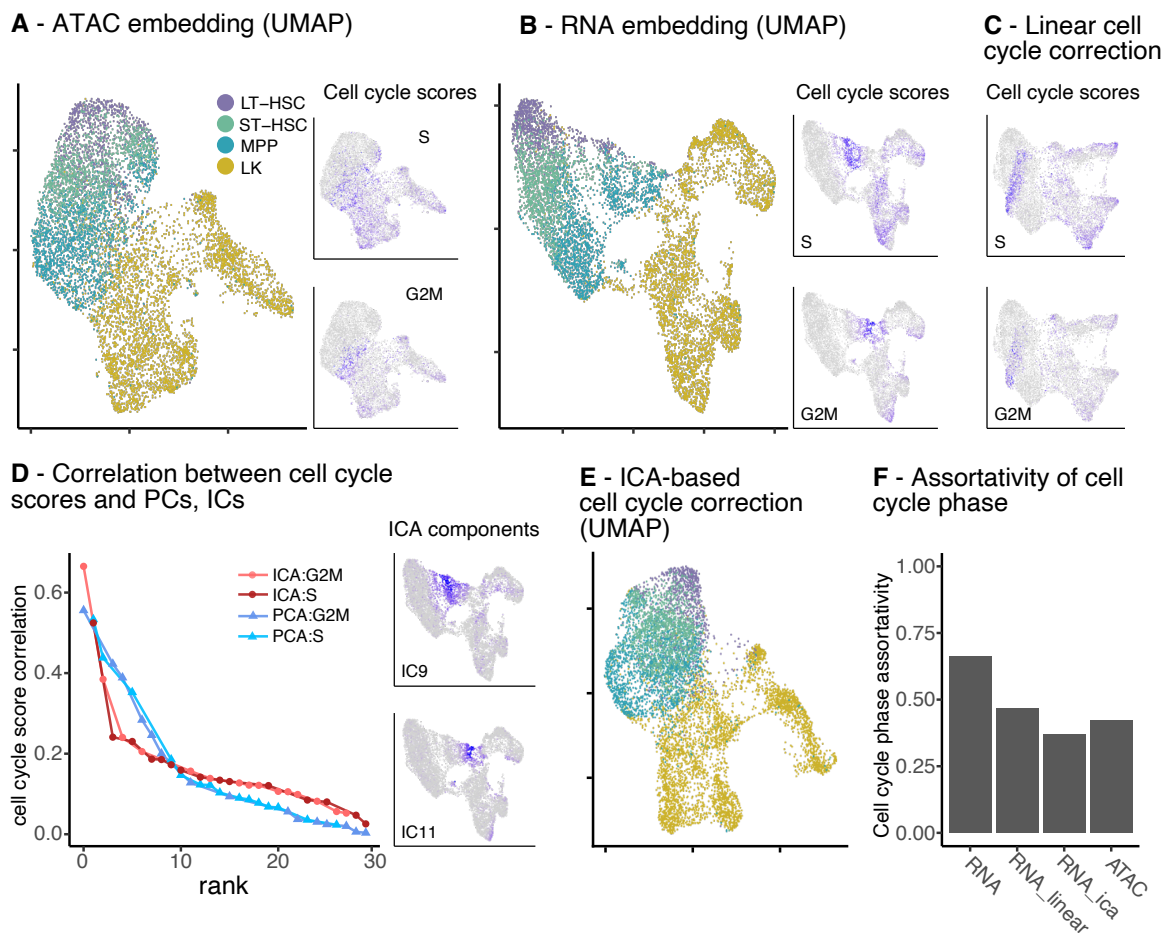 A - ATAC embedding (UMAP)
LT-HSC
ST-HSC
MPP
LK
Cell cycle scores
S
G2M
B - RNA embedding (UMAP)
Cell cycle scores
S
G2M
C - Linear cell
cycle correction
Cell cycle scores
S
G2M
D - Correlation between cell cycle
scores and PCs, ICs
cell cycle score correlation
0.6
0.4
0.2
0.0
0
10
20
30
rank
ICA:G2M
ICA:S
PCA:G2M
PCA:S
ICA components
IC9
IC11
E - ICA-based
cell cycle correction
(UMAP)
F - Assortativity of cell
cycle phase
Cell cycle phase assortativity
1.00
0.75
0.50
0.25
0.00
RNA
RNA_linear
RNA_ica
ATAC